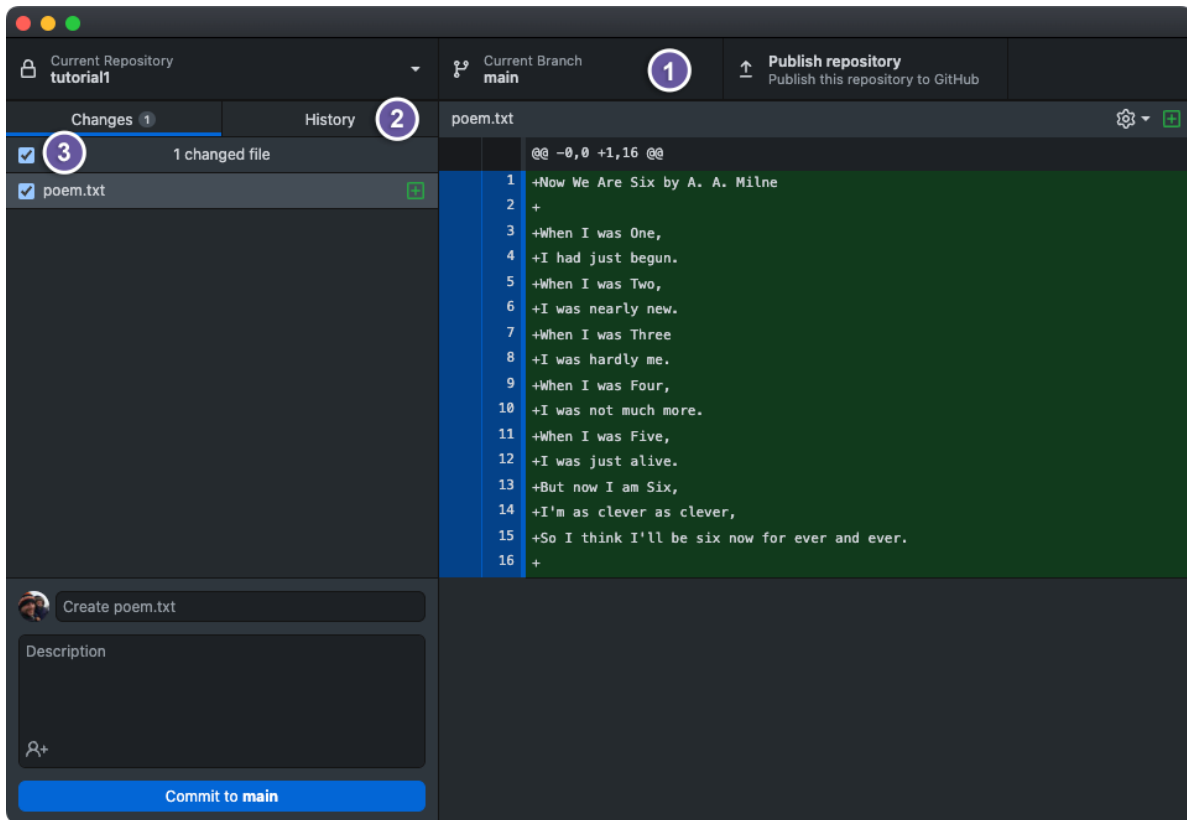 Current Repository
tutorial1
Current Branch
main
1
Publish repository
Publish this repository to GitHub
Changes 1
History
2
poem.txt
3
1 changed file
poem.txt
@@ -0,0 +1,16 @@
1 +Now We Are Six by A. A. Milne
2 +
3 +When I was One,
4 +I had just begun.
5 +When I was Two,
6 +I was nearly new.
7 +When I was Three
8 +I was hardly me.
9 +When I was Four,
10 +I was not much more.
11 +When I was Five,
12 +I was just alive.
13 +But now I am Six,
14 +I'm as clever as clever,
15 +So I think I'll be six now for ever and ever.
16 +
Create poem.txt
Description
Commit to main